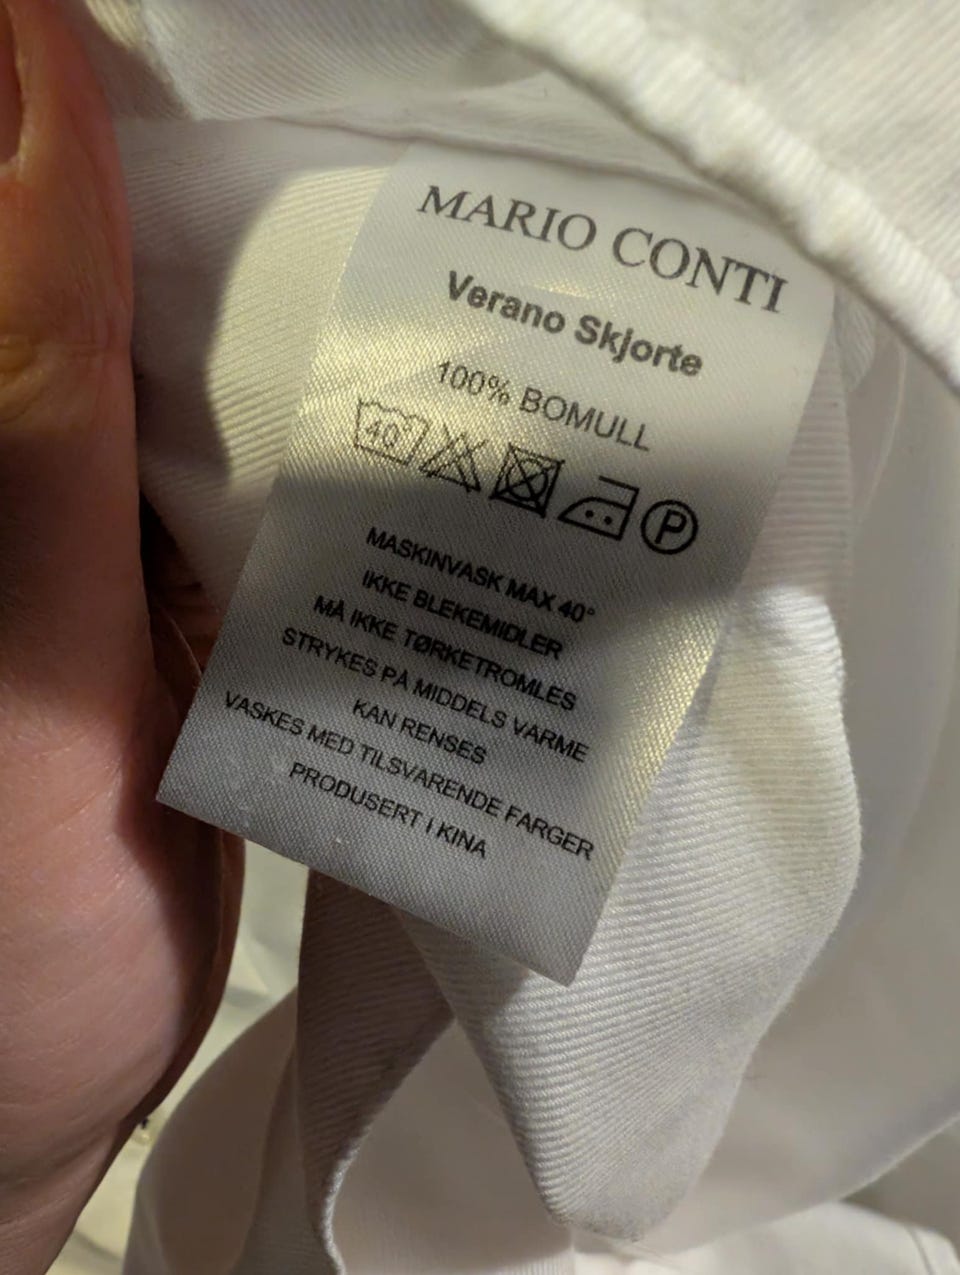 MARIO CONTI
Verano Skjorte
100% BOMULL
40° P
MASKINVASK MAX 40°
IKKE BLEKEMIDLER
MÅ IKKE TØRKETROMLES
STRYKES PÅ MIDDELS VARME
KAN RENSES
VASKES MED TILSVARENDE FARGER
PRODUSERT I KINA